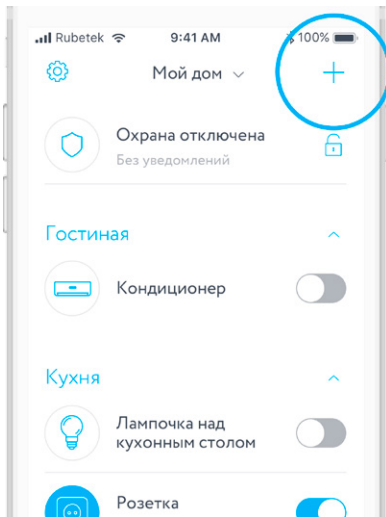 Rubetek 9:41 AM 100%
Мой дом
Охрана отключена
Без уведомлений
Гостиная
Кондиционер
Кухня
Лампочка над
кухонным столом
Розетка